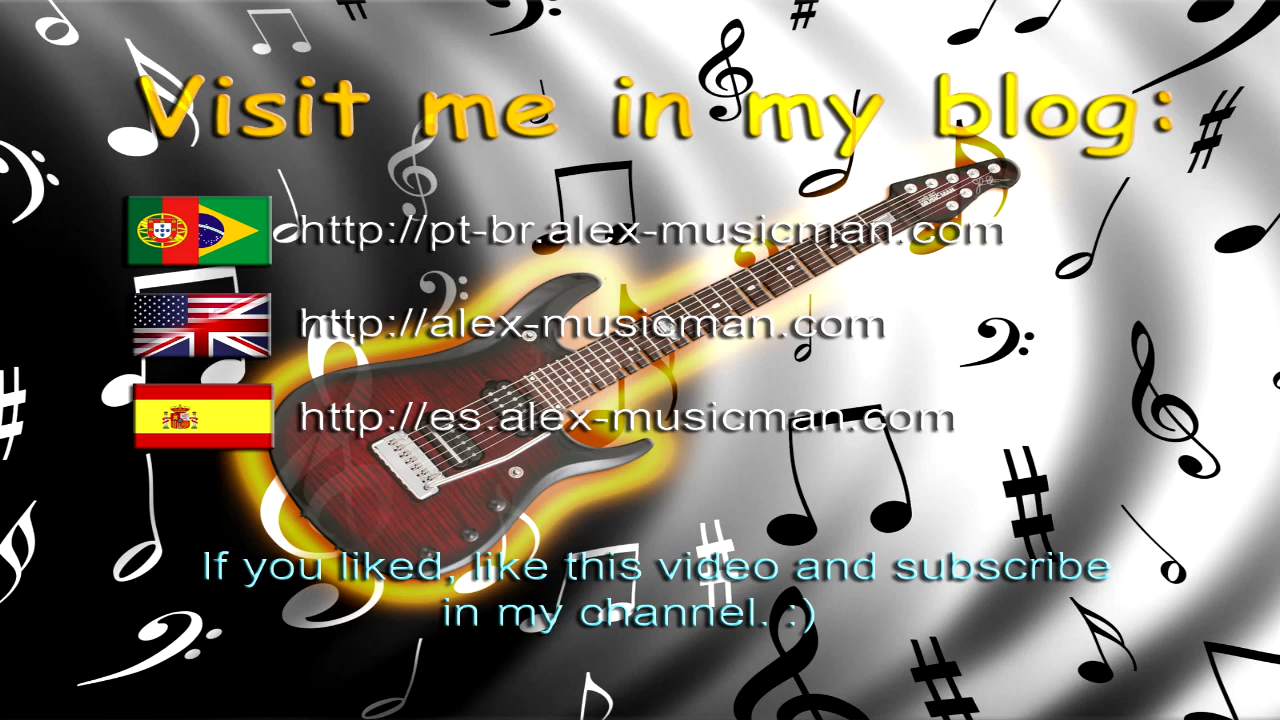 Visit me in my blog:
http://pt-br.alex-musicman.com
http://alex-musicman.com
http://es.alex-musicman.com
If you liked, like this video and subscribe
in my channel. :)